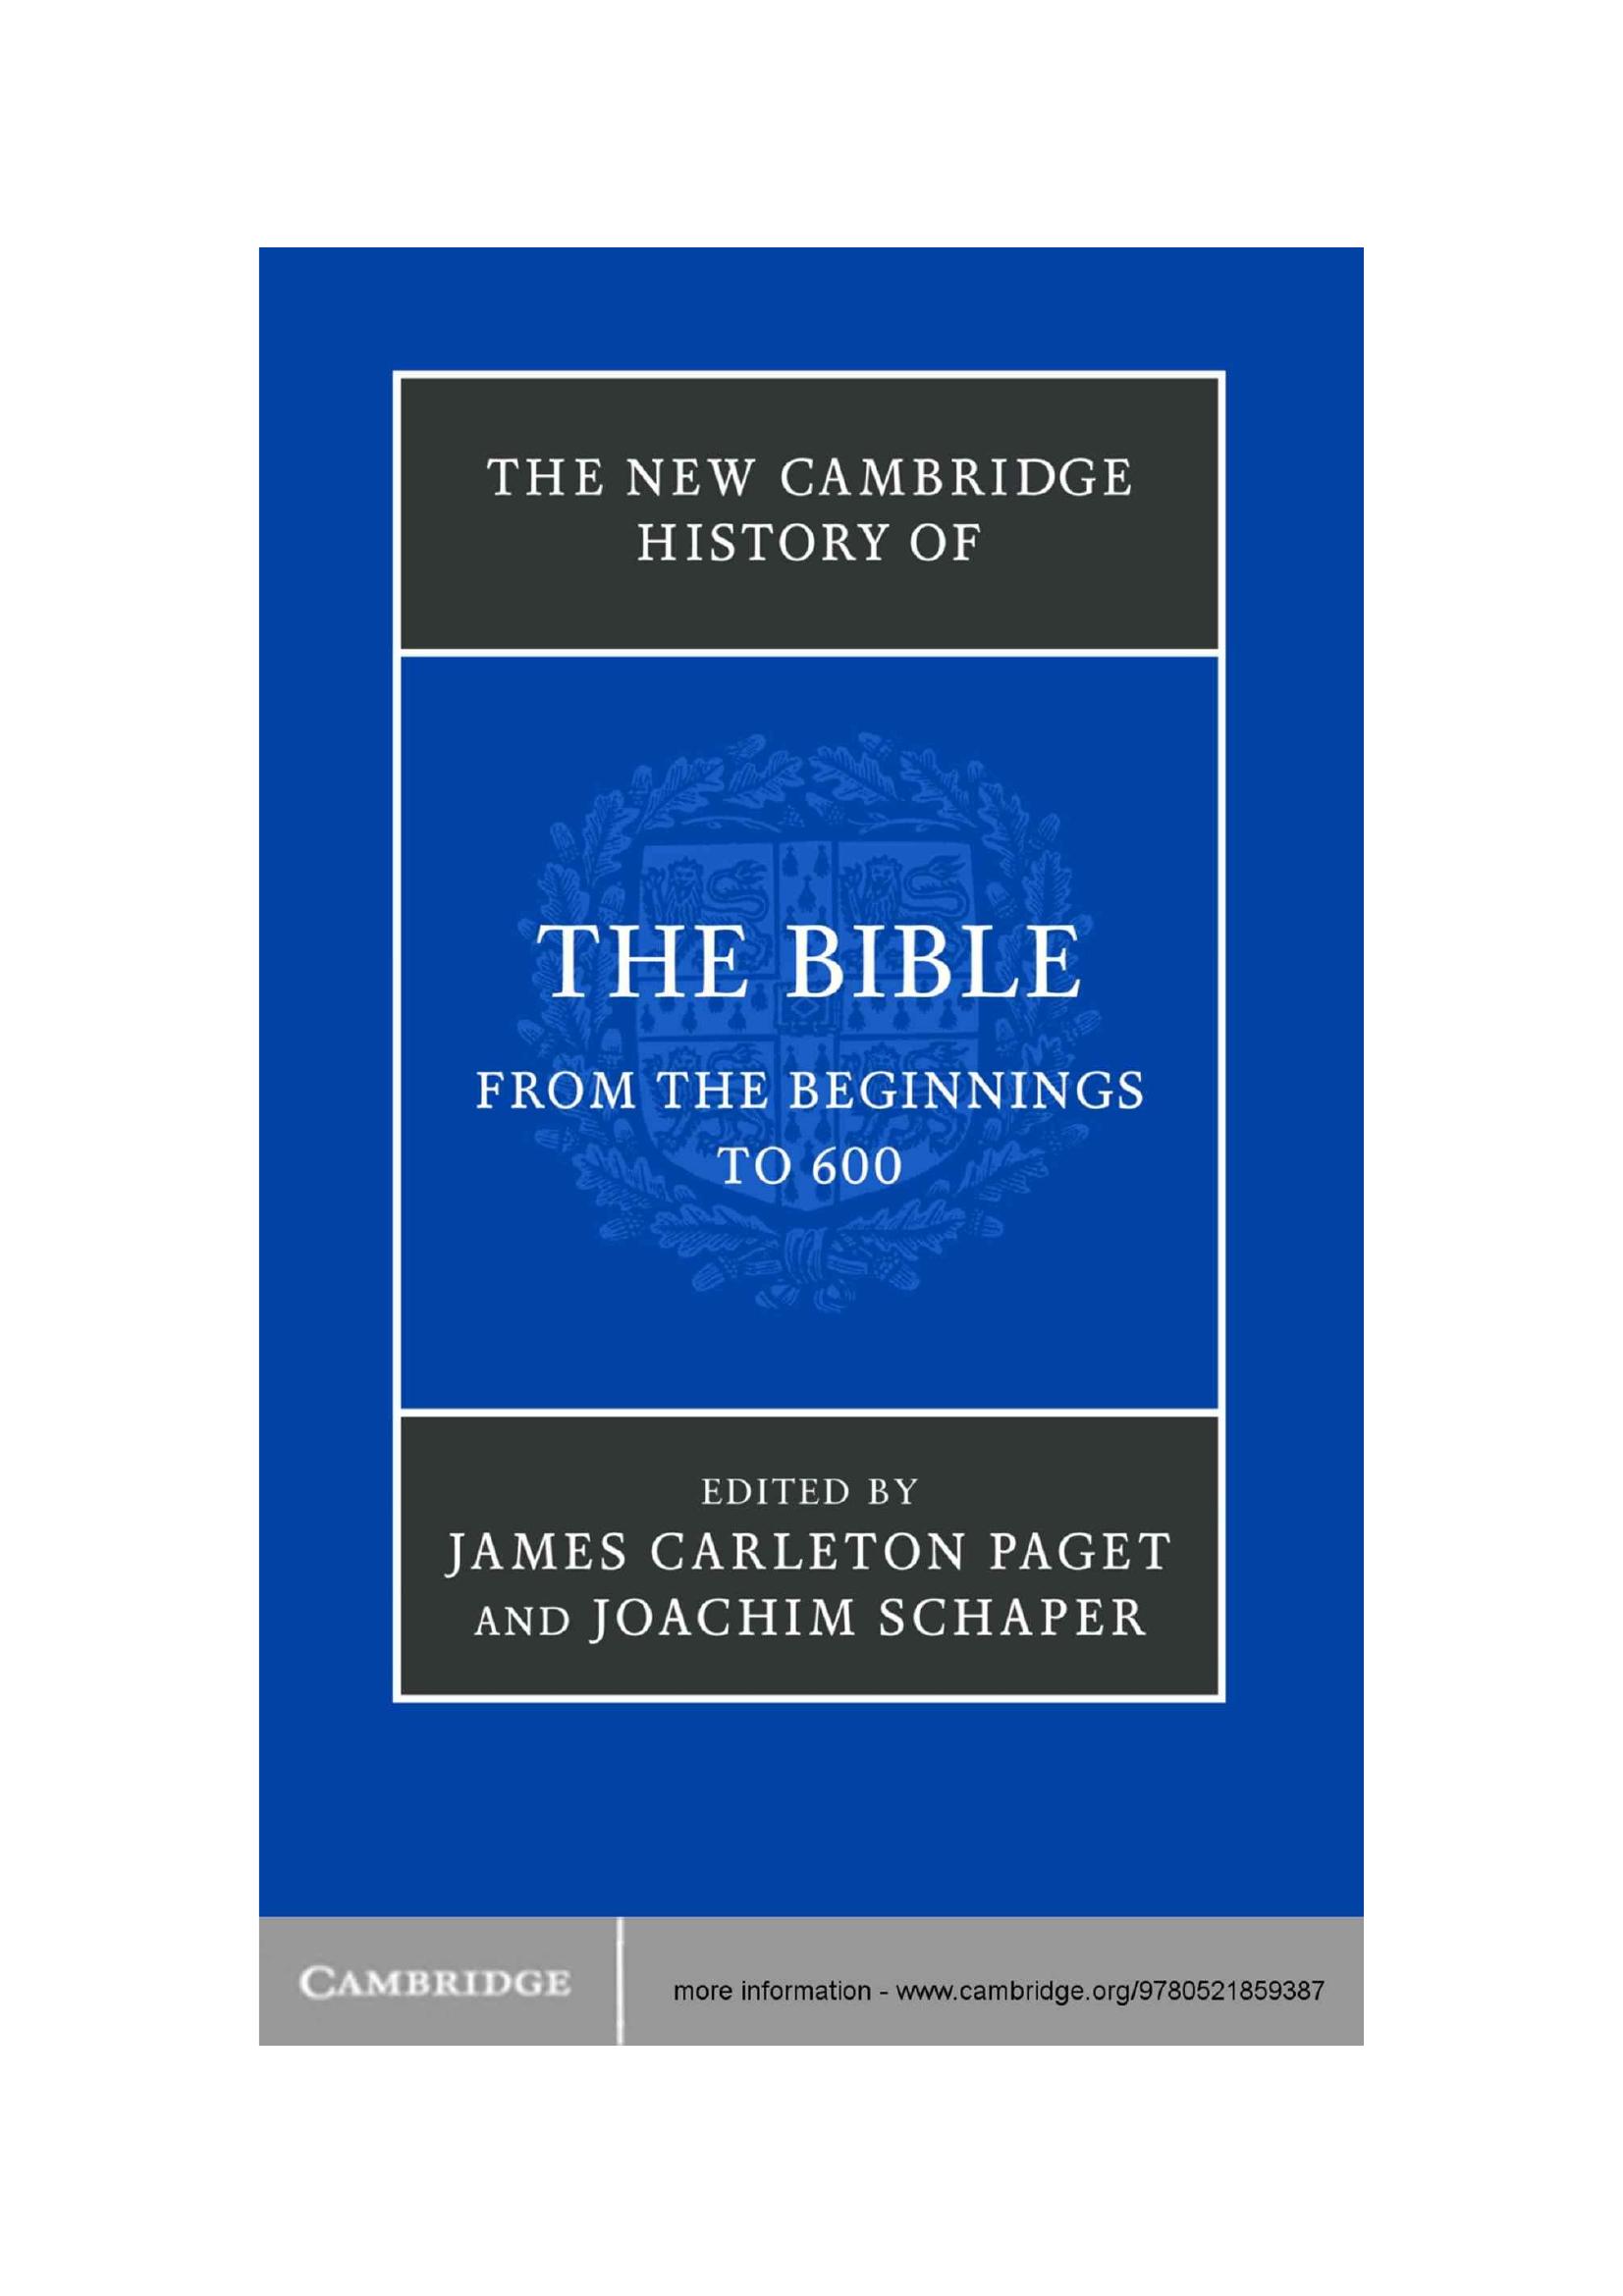 THE NEW CAMBRIDGE
HISTORY OF
THE BIBLE
FROM THE BEGINNINGS
TO 600
EDITED BY
JAMES CARLETON PAGET
AND JOACHIM SCHAPER
CAMBRIDGE
more information - www.cambridge.org/9780521859387